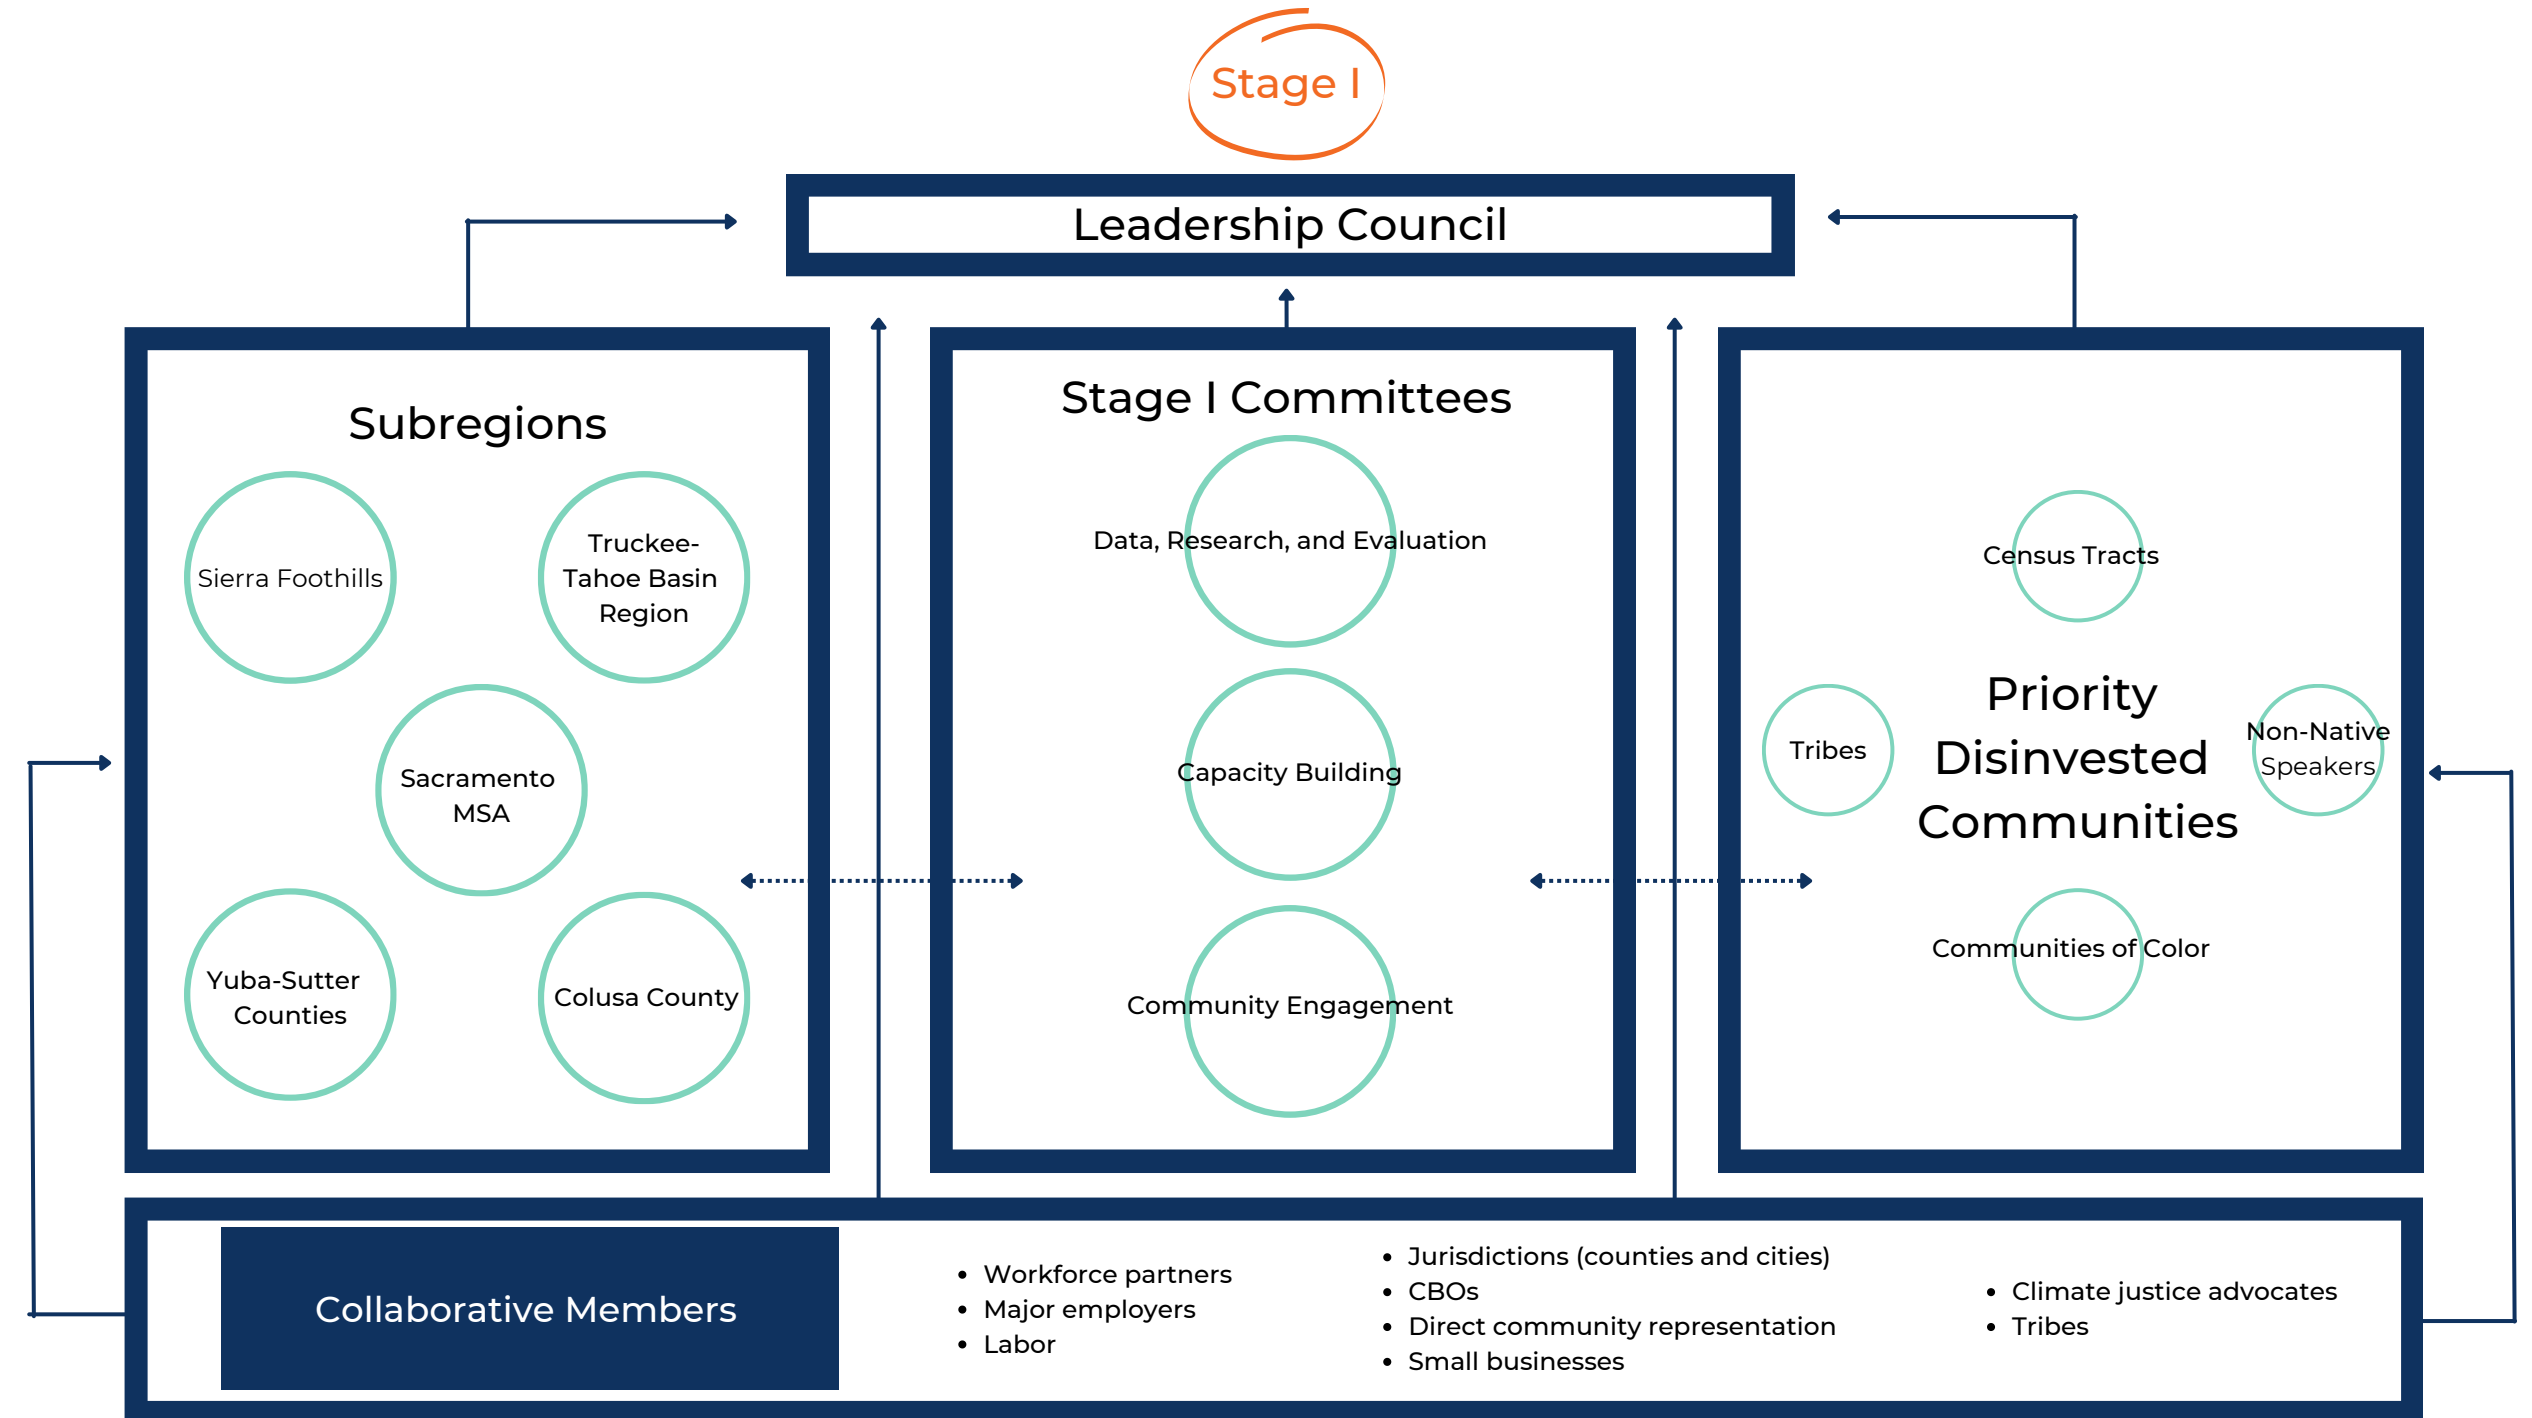 Stage I
Leadership Council
Subregions
Sierra Foothills
Truckee-
Tahoe Basin
Region
Sacramento
MSA
Yuba-Sutter
Counties
Colusa County
Stage I Committees
Data, Research, and Evaluation
Capacity Building
Community Engagement
Census Tracts
Tribes
Priority
Disinvested
Communities
Non-Native
Speakers
Communities of Color
Collaborative Members
• Workforce partners
• Major employers
• Labor
• Jurisdictions (counties and cities)
• CBOs
• Direct community representation
• Small businesses
• Climate justice advocates
• Tribes